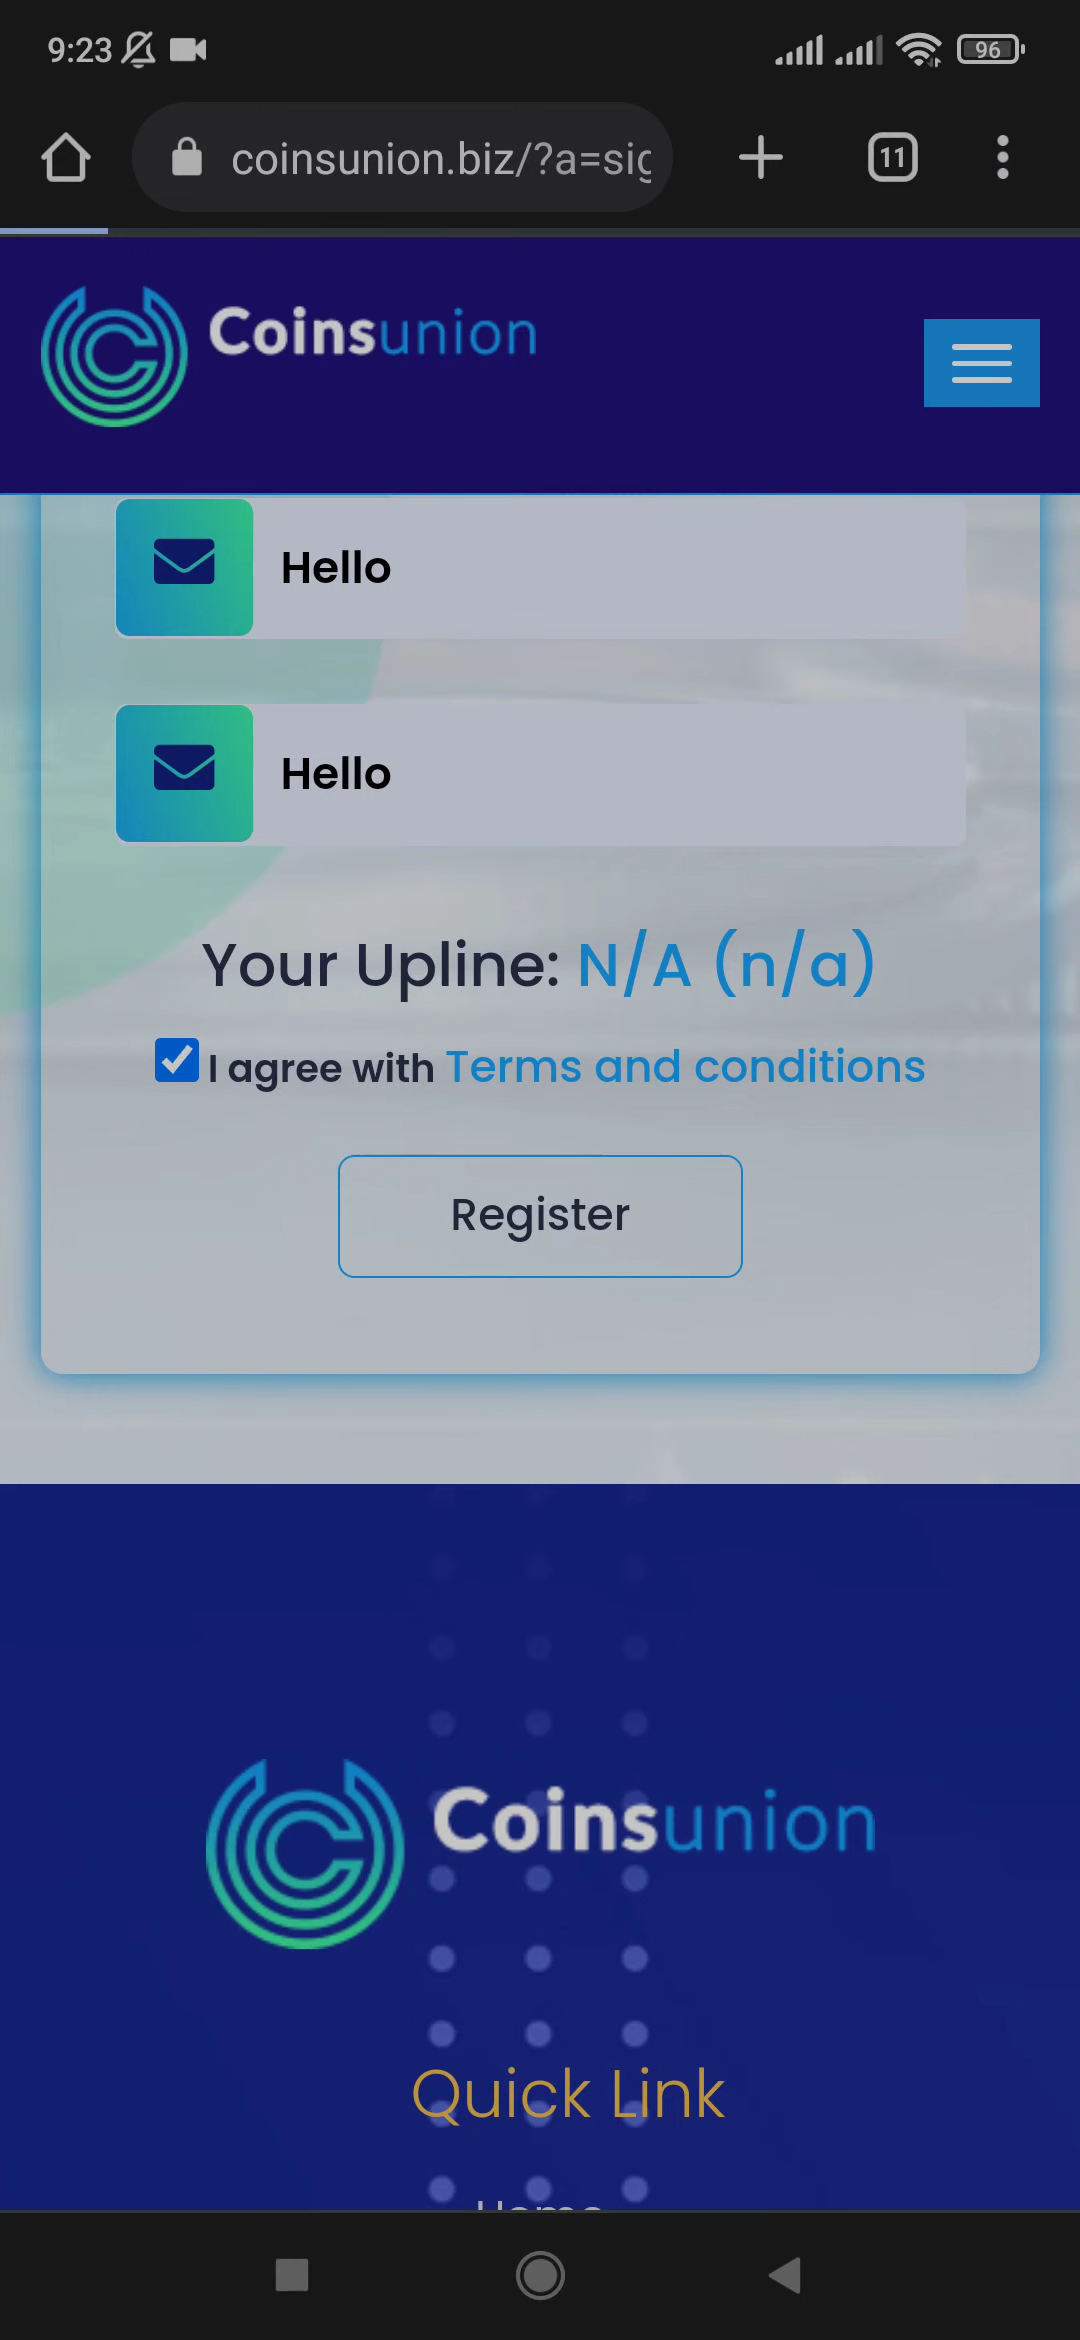 9:23
96
coinsunion.biz/?a=sig
11
Coinsunion
Hello
Hello
Your Upline: N/A (n/a)
I agree with Terms and conditions
Register
Coinsunion
Quick Link
Home